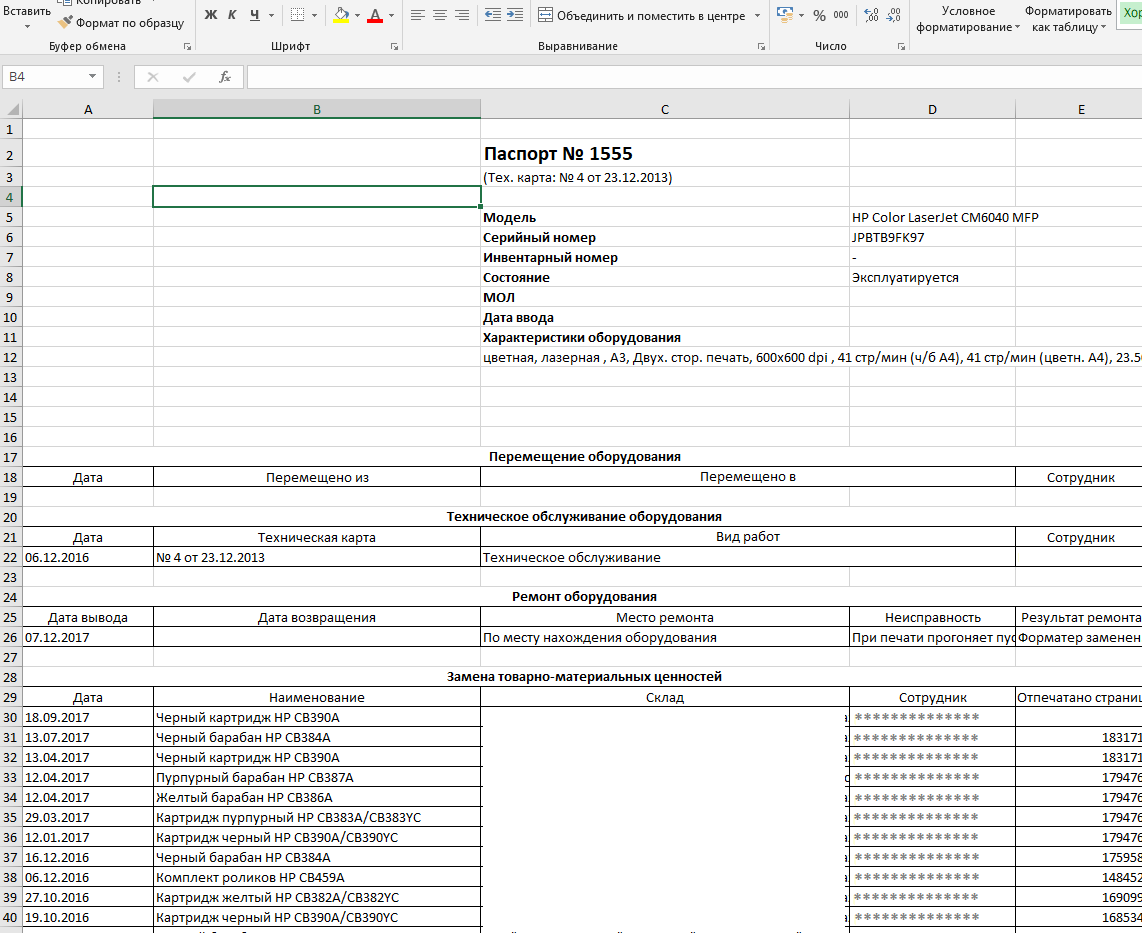 Вставить
Копировать
Формат по образцу
Буфер обмена
Ж К Ч
А
Шрифт
Объединить и поместить в центре
Выравнивание
% 000
Число
Условное форматирование
Форматировать как таблицу
B4
fx
A B C D E
1
2 Паспорт № 1555
3 (Тех. карта: № 4 от 23.12.2013)
4
5 Модель HP Color LaserJet CM6040 MFP
6 Серийный номер JPBTB9FK97
7 Инвентарный номер -
8 Состояние Эксплуатируется
9 МОЛ
10 Дата ввода
11 Характеристики оборудования
12 цветная, лазерная , A3, Двух. стор. печать, 600x600 dpi , 41 стр/мин (ч/б A4), 41 стр/мин (цветн. A4),
13
14
15
16
17 Перемещение оборудования
18 Дата Перемещено из Перемещено в Сотрудник
19
20 Техническое обслуживание оборудования
21 Дата Техническая карта Вид работ Сотрудник
22 06.12.2016 № 4 от 23.12.2013 Техническое обслуживание
23
24 Ремонт оборудования
25 Дата вывода Дата возвращения Место ремонта Неисправность Результат ремонта
26 07.12.2017 По месту нахождения оборудования При печати прогоняет Форматер заменен
27
28 Замена товарно-материальных ценностей
29 Дата Наименование Склад Сотрудник Отпечатано
30 18.09.2017 Черный картридж HP CB390A **************
31 13.07.2017 Черный барабан HP CB384A ************** 183171
32 13.04.2017 Черный картридж HP CB390A ************** 183171
33 12.04.2017 Пурпурный барабан HP CB387A ************** 179476
34 12.04.2017 Желтый барабан HP CB386A ************** 179476
35 29.03.2017 Картридж пурпурный HP CB383A/CB383YC ************** 179476
36 12.01.2017 Картридж черный HP CB390A/CB390YC ************** 179476
37 16.12.2016 Черный барабан HP CB384A ************** 175958
38 06.12.2016 Комплект роликов HP CB459A ************** 148452
39 27.10.2016 Картридж желтый HP CB382A/CB382YC ************** 169099
40 19.10.2016 Картридж черный HP CB390A/CB390YC ************** 168534